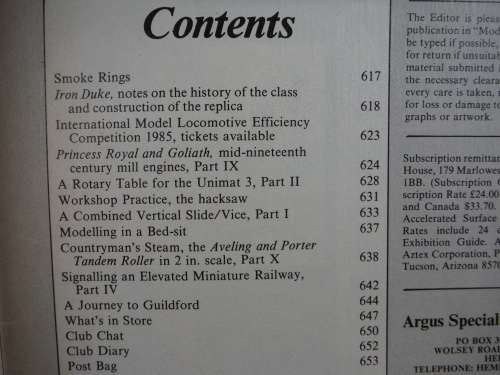 Contents
Smoke Rings 617
Iron Duke, notes on the history of the class
and construction of the replica 618
International Model Locomotive Efficiency
Competition 1985, tickets available 623
Princess Royal and Goliath, mid-nineteenth
century mill engines, Part IX 624
A Rotary Table for the Unimat 3, Part II 628
Workshop Practice, the hacksaw 631
A Combined Vertical Slide/Vice, Part I 633
Modelling in a Bed-sit 637
Countryman's Steam, the Aveling and Porter
Tandem Roller in 2 in. scale, Part X 638
Signalling an Elevated Miniature Railway,
Part IV 642
A Journey to Guildford 644
What's in Store 647
Club Chat 650
Club Diary 652
Post Bag 653
The Editor is pleas
publication in "Mod
be typed if possible,
for return if unsuitab
material submitted i
the necessary cleara
every care is taken, n
for loss or damage to
graphs or artwork.
Subscription remittan
House, 179 Marlowes
1BB. (Subscription Q
scription Rate £24.00
and Canada $33.70.
Accelerated Surface
Rates include 24 c
Exhibition Guide. A
Aztex Corporation, P
Tucson, Arizona 8570
Argus Special
PO BOX 3
WOLSEY ROA
HE
TELEPHONE: HEM